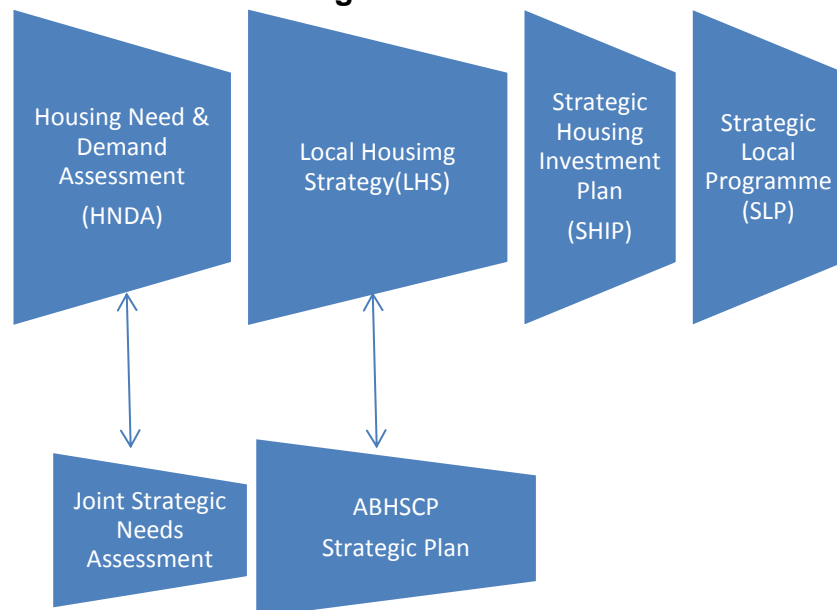 Housing Need &
Demand
Assessment
(HNDA)
Local Housimg
Strategy(LHS)
Strategic
Housing
Investment
Plan
(SHIP)
Strategic
Local
Programme
(SLP)
Joint Strategic
Needs
Assessment
ABHSCP
Strategic Plan